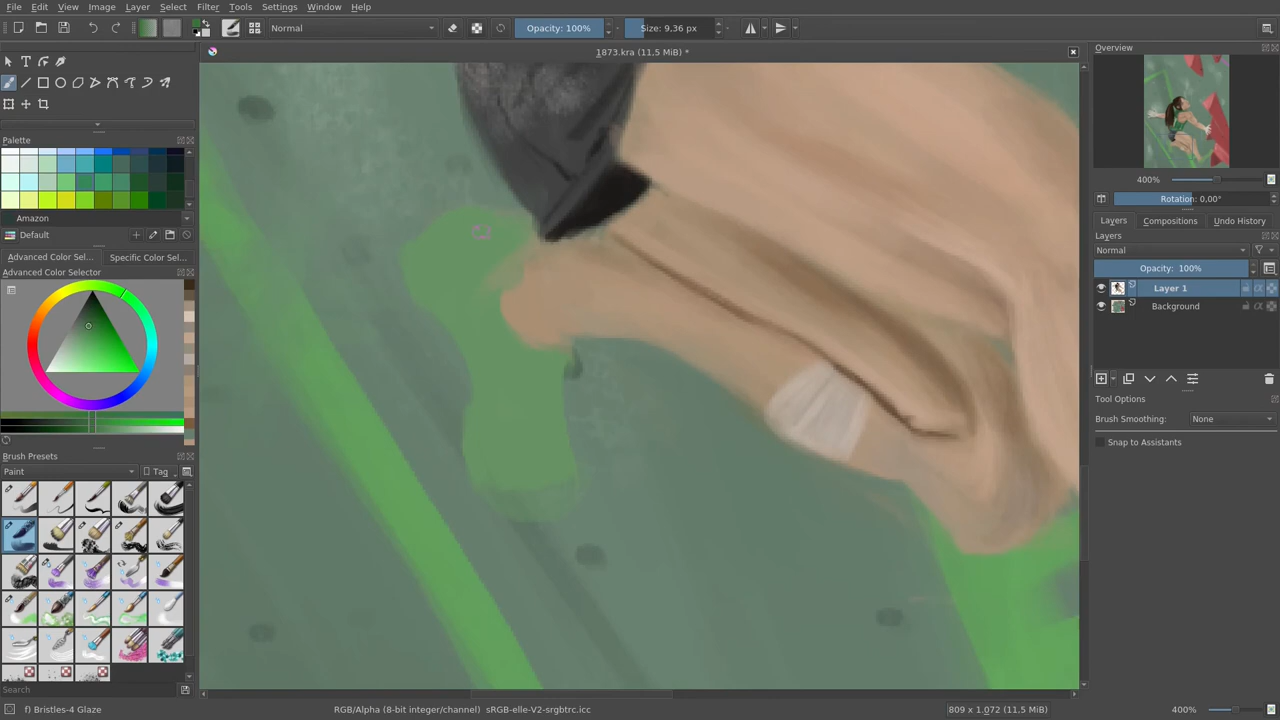 File Edit View Image Layer Select Filter Tools Settings Window Help
Normal Opacity: 100% Size: 9,36 px
1873.kra (11,5 MiB) *
Palette
Amazon
Default
Advanced Color Sel... Specific Color Sel...
Advanced Color Selector
Brush Presets
Paint Tag
Search
f) Bristles-4 Glaze
RGB/Alpha (8-bit integer/channel) sRGB-elle-V2-srgbtrc.icc
809 x 1.072 (11,5 MiB)
400%
Overview
400%
Rotation: 0,00°
Layers Compositions Undo History
Layers
Normal
Opacity: 100%
Layer 1
Background
Tool Options
Brush Smoothing: None
Snap to Assistants